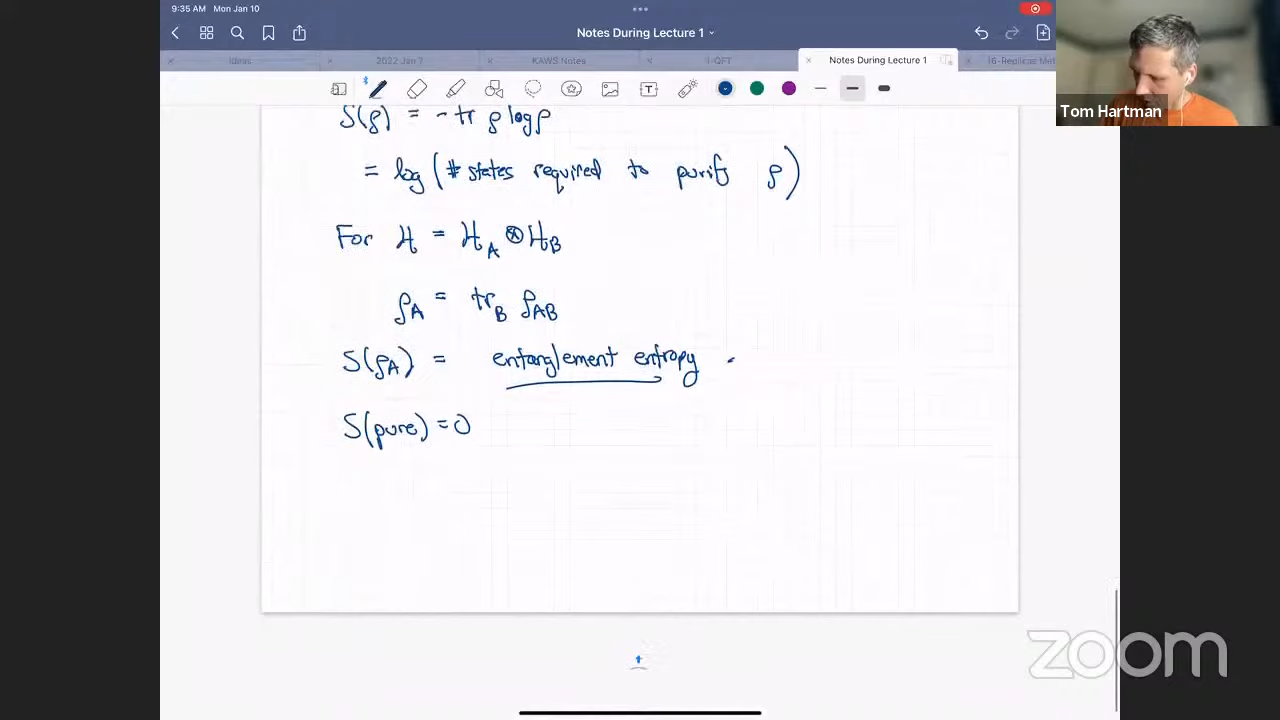 9:35 AM Mon Jan 10
Notes During Lecture 1
Ideas
2022 Jan 7
KAWS Notes
1-QFT
Notes During Lecture 1
Tom Hartman
S(ρ) = - tr ρ log ρ
= log (# states required to purify ρ)
For H = H_A ⊗ H_B
ρ_A = tr_B ρ_AB
S(ρ_A) = entanglement entropy
S(pure) = 0
zoom